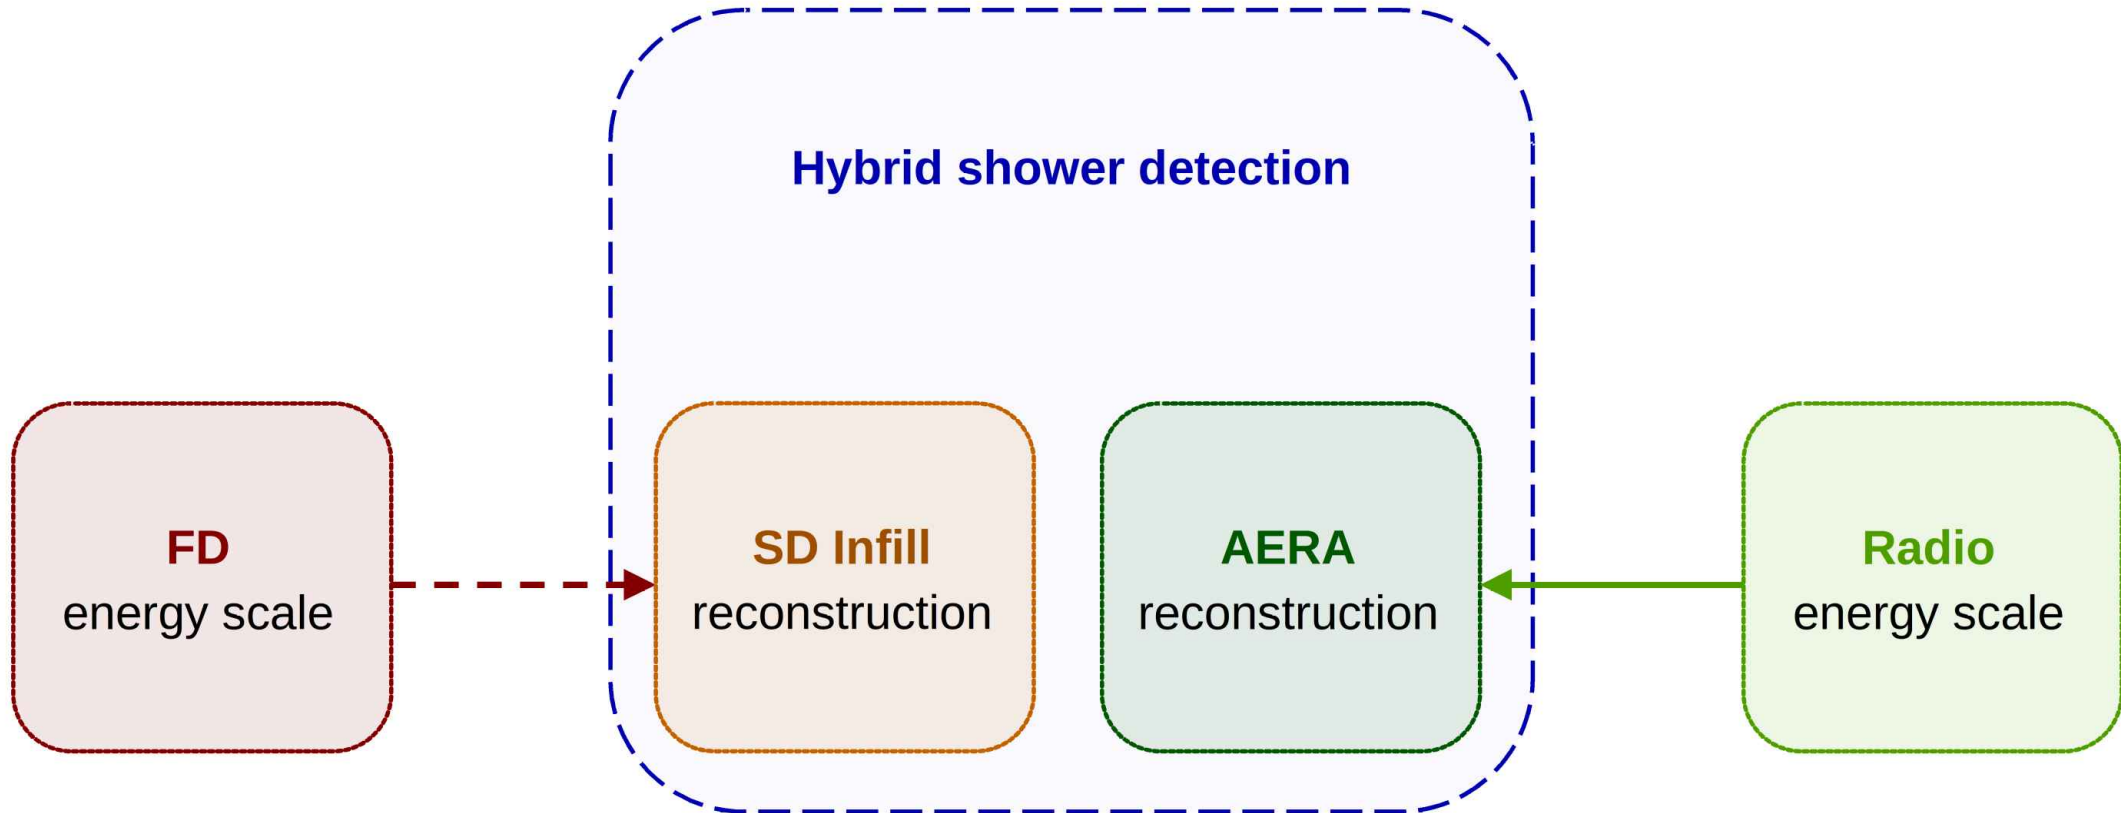 Hybrid shower detection
FD
energy scale
SD Infill
reconstruction
AERA
reconstruction
Radio
energy scale